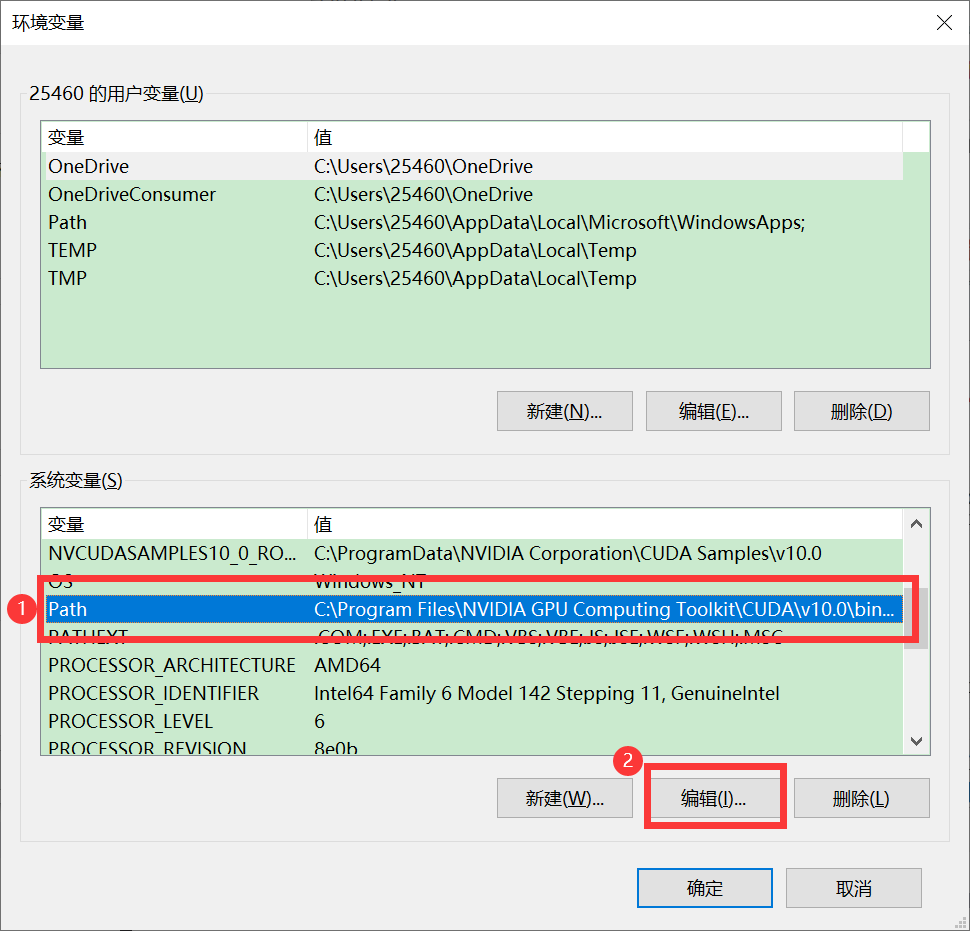 环境变量
25460 的用户变量(U)
变量 值
OneDrive C:\Users\25460\OneDrive
OneDriveConsumer C:\Users\25460\OneDrive
Path C:\Users\25460\AppData\Local\Microsoft\WindowsApps;
TEMP C:\Users\25460\AppData\Local\Temp
TMP C:\Users\25460\AppData\Local\Temp
新建(N)... 编辑(E)... 删除(D)
系统变量(S)
变量 值
NVCUDASAMPLES10_0_RO... C:\ProgramData\NVIDIA Corporation\CUDA Samples\v10.0
OS Windows_NT
1 Path C:\Program Files\NVIDIA GPU Computing Toolkit\CUDA\v10.0\bin...
PATHEXT .COM;.EXE;.BAT;.CMD;.VBS;.VBE;.JS;.JSE;.WSF;.WSH;.MSC
PROCESSOR_ARCHITECTURE AMD64
PROCESSOR_IDENTIFIER Intel64 Family 6 Model 142 Stepping 11, GenuineIntel
PROCESSOR_LEVEL 6
PROCESSOR_REVISION 8e0b
2
新建(W)... 编辑(I)... 删除(L)
确定 取消